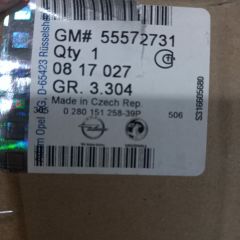 GM# 55572731
Qty 1
08 17 027
GR. 3.304
Made in Czech Rep.
0 280 151 258-39P
506
S316605680
Adam Opel AG, D-65423 Rüsselsheim